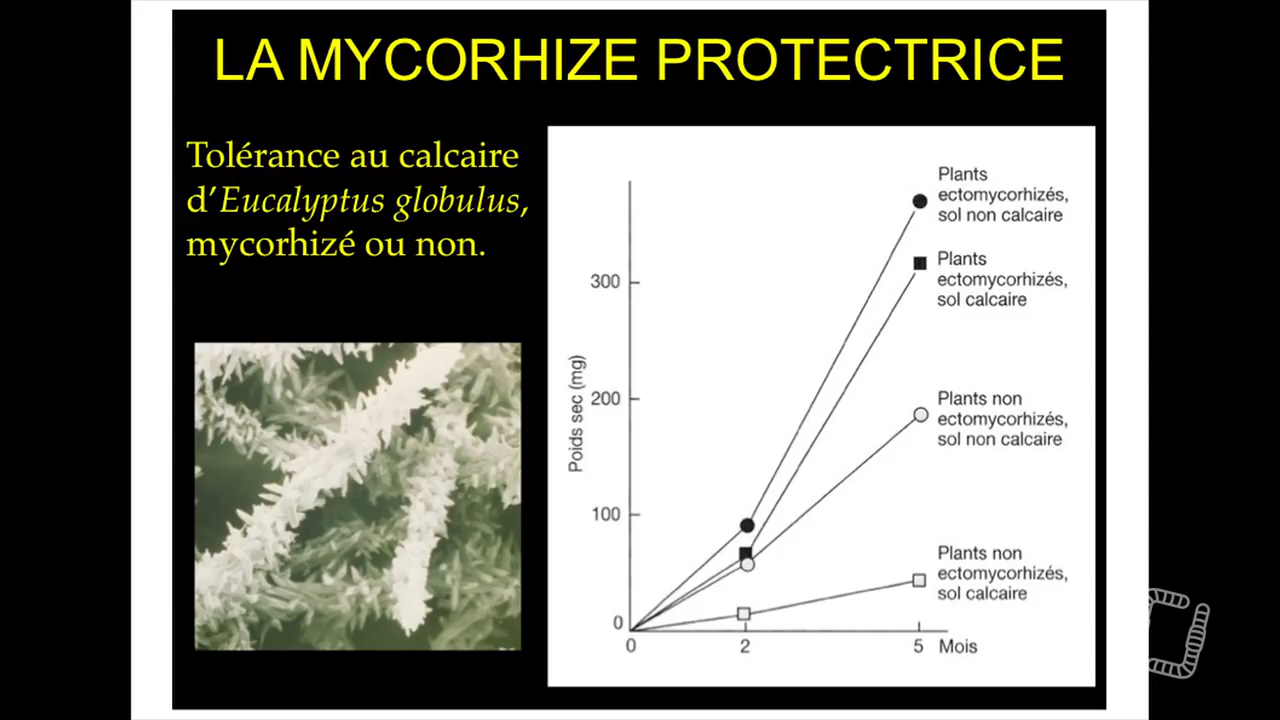 LA MYCORHIZE PROTECTRICE
Tolérance au calcaire
d’Eucalyptus globulus,
mycorhizé ou non.
Plants
ectomycorhizés,
sol non calcaire
Plants
ectomycorhizés,
sol calcaire
Plants non
ectomycorhizés,
sol non calcaire
Plants non
ectomycorhizés,
sol calcaire
Poids sec (mg)
300
200
100
0
0 2 5 Mois